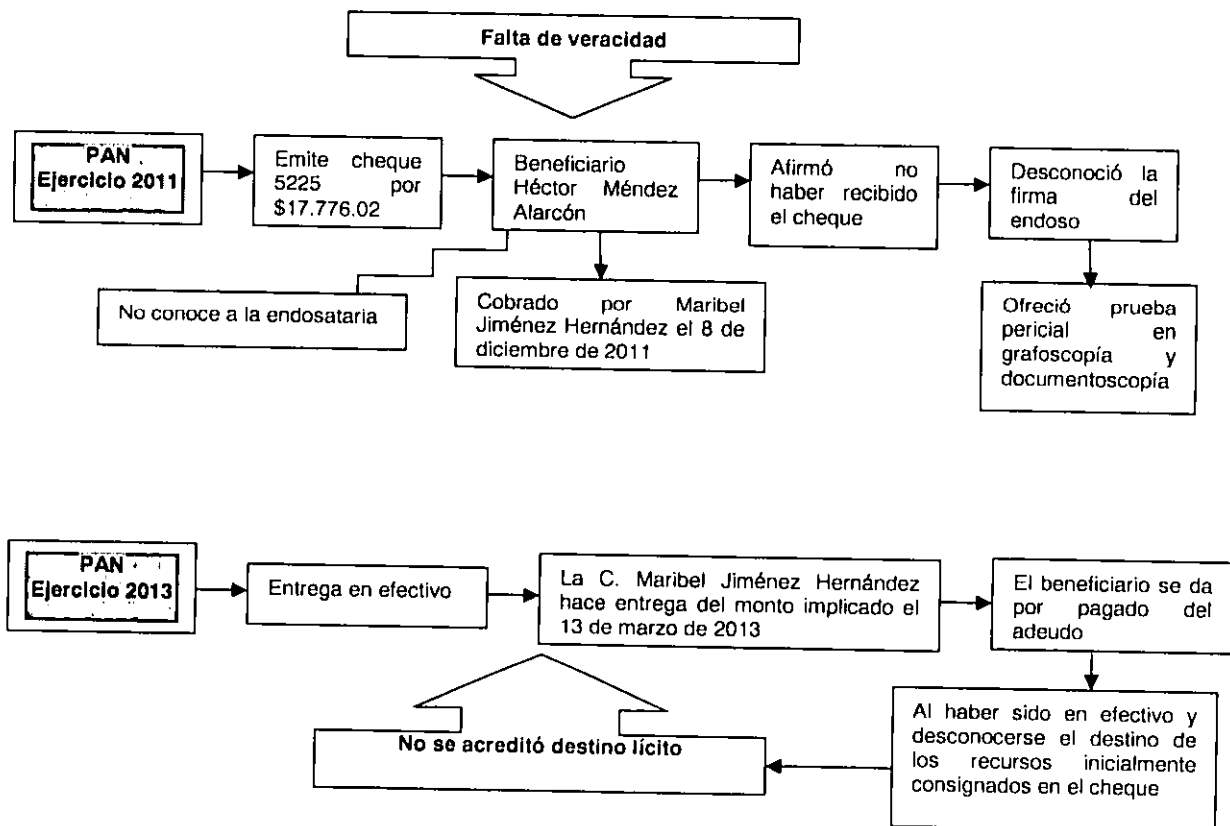 Falta de veracidad
PAN
Ejercicio 2011
Emite cheque
5225 por
$17.776.02
Beneficiario
Héctor Méndez
Alarcón
Afirmó no
haber recibido
el cheque
Desconoció la
firma del
endoso
No conoce a la endosataria
Cobrado por Maribel
Jiménez Hernández el 8 de
diciembre de 2011
Ofreció prueba
pericial en
grafoscopía y
documentoscopía
PAN
Ejercicio 2013
Entrega en efectivo
La C. Maribel Jiménez Hernández
hace entrega del monto implicado el
13 de marzo de 2013
El beneficiario se da
por pagado del
adeudo
No se acreditó destino lícito
Al haber sido en efectivo y
desconocerse el destino de
los recursos inicialmente
consignados en el cheque